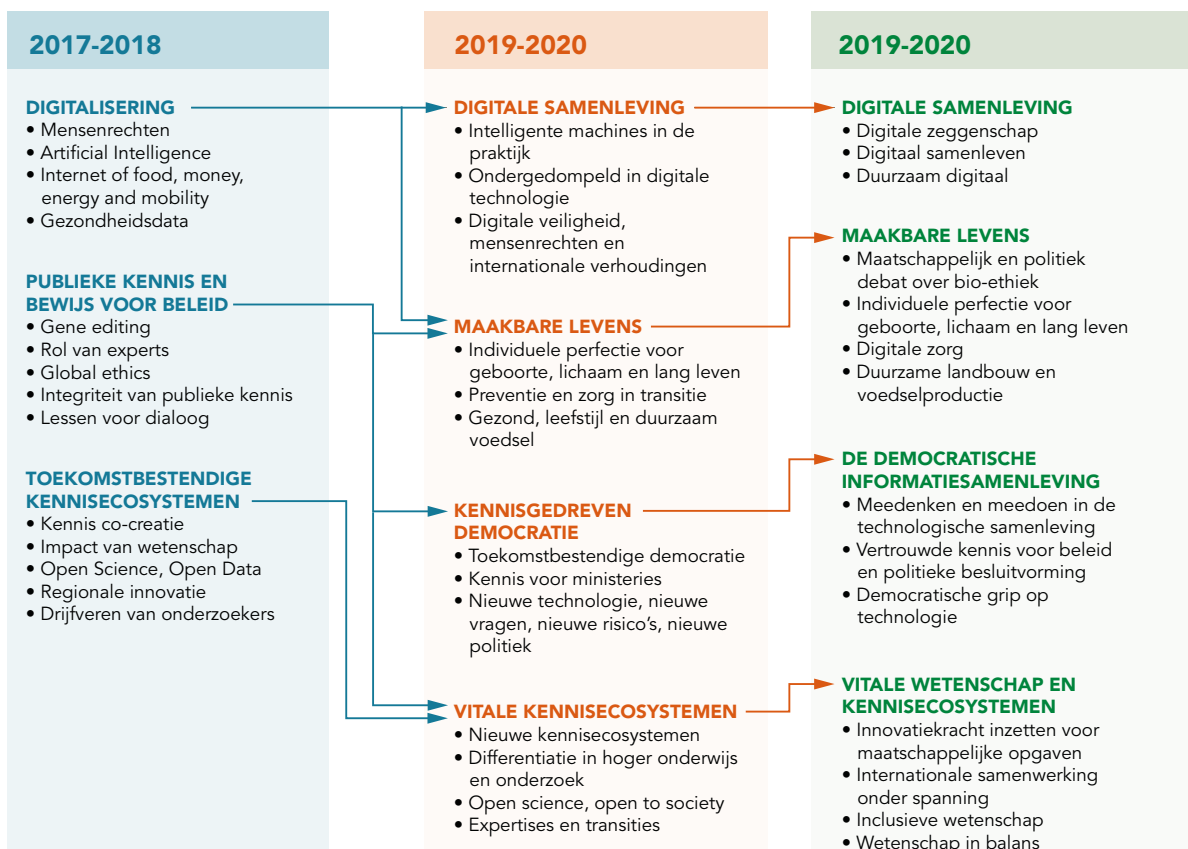 2017-2018
DIGITALISERING
• Mensenrechten
• Artificial Intelligence
• Internet of food, money,
energy and mobility
• Gezondheidsdata
PUBLIEKE KENNIS EN
BEWIJS VOOR BELEID
• Gene editing
• Rol van experts
• Global ethics
• Integriteit van publieke kennis
• Lessen voor dialoog
TOEKOMSTBESTENDIGE
KENNISECOSYSTEMEN
• Kennis co-creatie
• Impact van wetenschap
• Open Science, Open Data
• Regionale innovatie
• Drijfveren van onderzoekers
2019-2020
DIGITALE SAMENLEVING
• Intelligente machines in de
praktijk
• Ondergedompeld in digitale
technologie
• Digitale veiligheid,
mensenrechten en
internationale verhoudingen
MAAKBARE LEVENS
• Individuele perfectie voor
geboorte, lichaam en lang leven
• Preventie en zorg in transitie
• Gezond, leefstijl en duurzaam
voedsel
KENNISGEDREVEN
DEMOCRATIE
• Toekomstbestendige democratie
• Kennis voor ministeries
• Nieuwe technologie, nieuwe
vragen, nieuwe risico's, nieuwe
politiek
VITALE KENNISECOSYSTEMEN
• Nieuwe kennisecosystemen
• Differentiatie in hoger onderwijs
en onderzoek
• Open science, open to society
• Expertises en transities
2019-2020
DIGITALE SAMENLEVING
• Digitale zeggenschap
• Digitaal samenleven
• Duurzaam digitaal
MAAKBARE LEVENS
• Maatschappelijk en politiek
debat over bio-ethiek
• Individuele perfectie voor
geboorte, lichaam en lang leven
• Digitale zorg
• Duurzame landbouw en
voedselproductie
DE DEMOCRATISCHE
INFORMATIESAMENLEVING
• Meedenken en meedoen in de
technologische samenleving
• Vertrouwde kennis voor beleid
en politieke besluitvorming
• Democratische grip op
technologie
VITALE WETENSCHAP EN
KENNISECOSYSTEMEN
• Innovatiekracht inzetten voor
maatschappelijke opgaven
• Internationale samenwerking
onder spanning
• Inclusieve wetenschap
• Wetenschap in balans